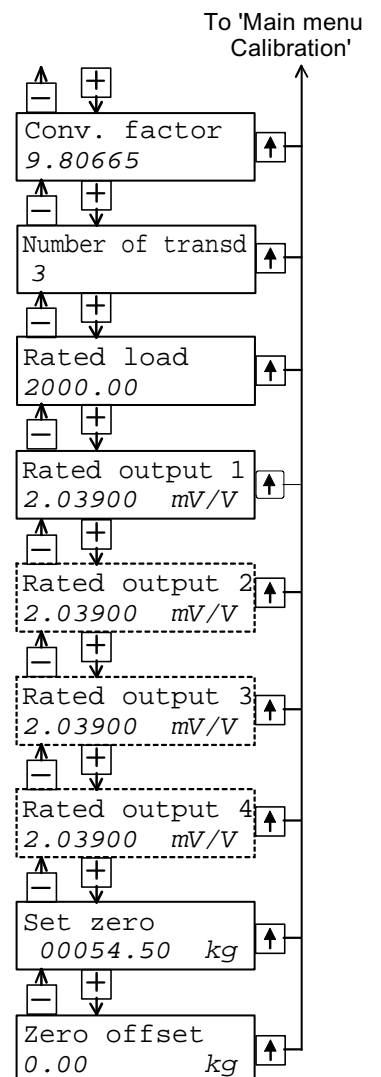 To 'Main menu
Calibration'
Conv. factor
9.80665
Number of transd
3
Rated load
2000.00
Rated output 1
2.03900 mV/V
Rated output 2
2.03900 mV/V
Rated output 3
2.03900 mV/V
Rated output 4
2.03900 mV/V
Set zero
00054.50 kg
Zero offset
0.00 kg